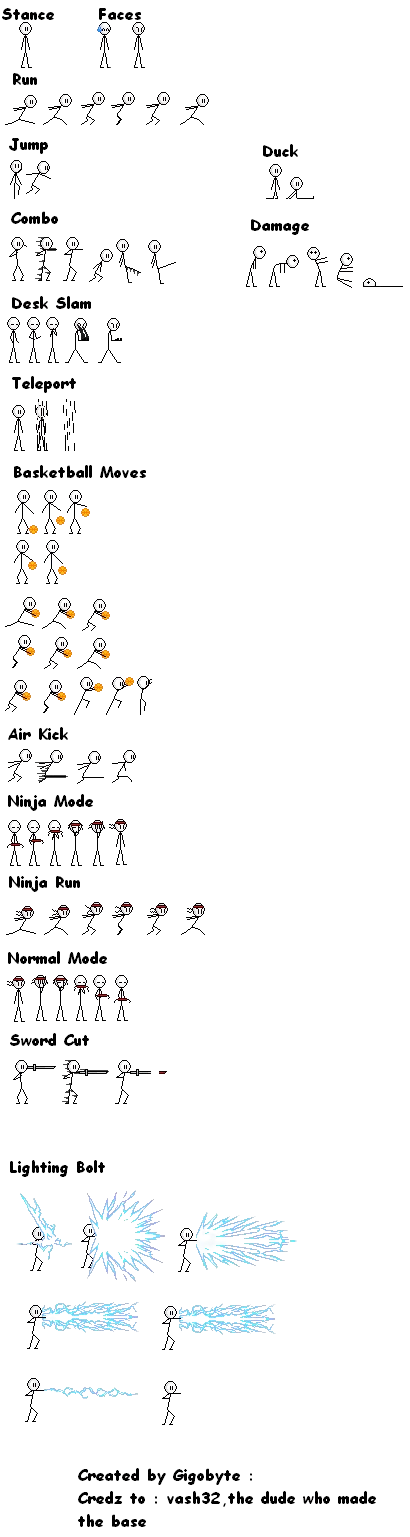 Stance Faces
Run
Jump
Duck
Combo
Damage
Desk Slam
Teleport
Basketball Moves
Air Kick
Ninja Mode
Ninja Run
Normal Mode
Sword Cut
Lighting Bolt
Created by Gigobyte :
Credz to : vash32,the dude who made
the base